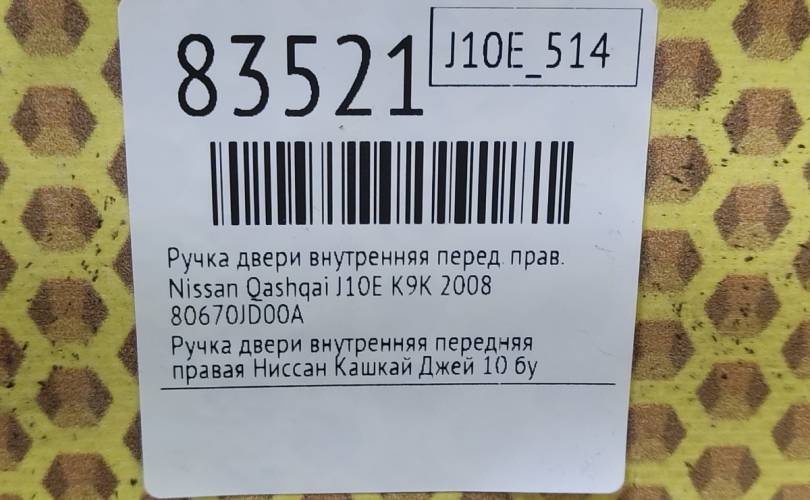 83521
J10E_514
Ручка двери внутренняя перед. прав.
Nissan Qashqai J10E K9K 2008
80670JD00A
Ручка двери внутренняя передняя
правая Ниссан Кашкай Джей 10 бу